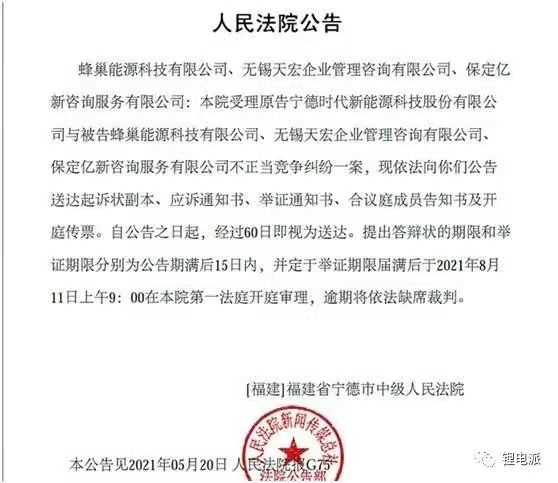 人民法院公告
蜂巢能源科技有限公司、无锡天宏企业管理咨询有限公司、保定亿
新咨询服务有限公司：本院受理原告宁德时代新能源科技股份有限公
司与被告蜂巢能源科技有限公司、无锡天宏企业管理咨询有限公司、
保定亿新咨询服务有限公司不正当竞争纠纷一案，现依法向你们公告
送达起诉状副本、应诉通知书、举证通知书、合议庭成员告知书及开
庭传票。自公告之日起，经过60日即视为送达。提出答辩状的期限和举
证期限分别为公告期满后15日内，并定于举证期限届满后于2021年8月
11日上午9：00在本院第一法庭开庭审理，逾期将依法缺席裁判。
[福建]福建省宁德市中级人民法院
人民法院新闻传媒总社
本公告见2021年05月20日 人民法院报G75
法院公告部
锂电派